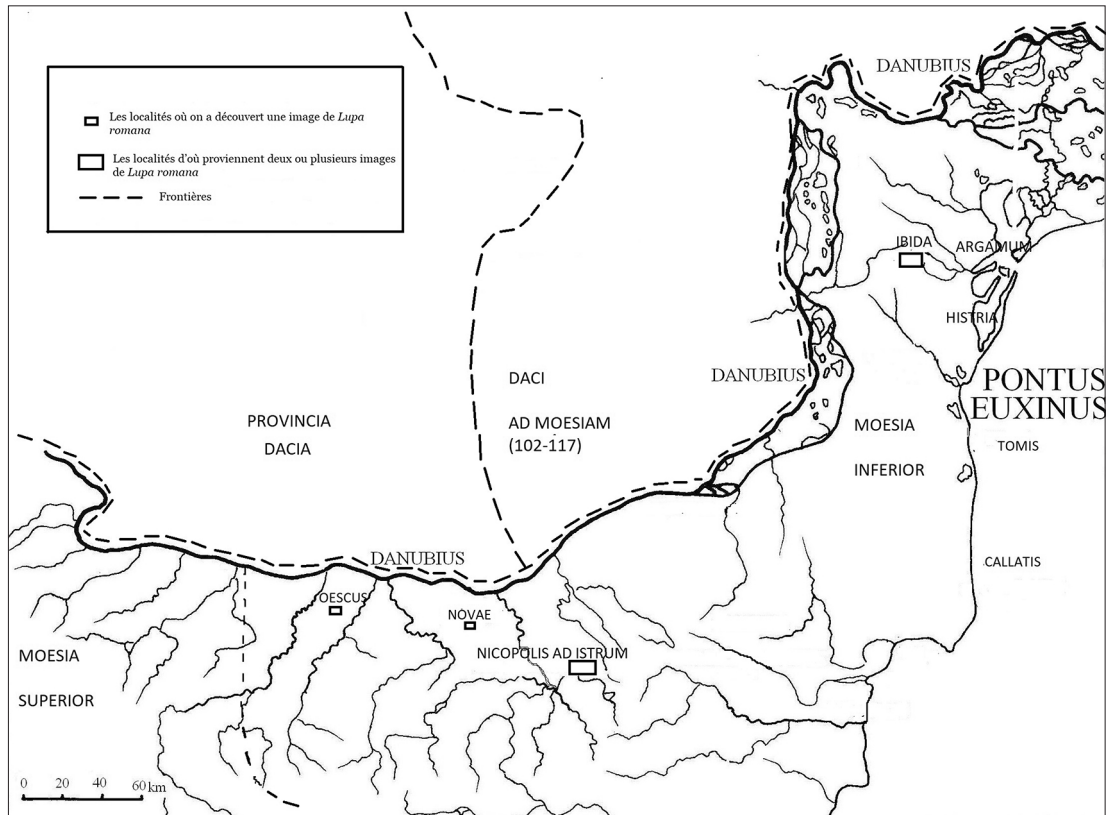 DANUBIUS
Les localités où on a découvert une image de Lupa
romana
Les localités d'où proviennent deux ou plusieurs images
de Lupa romana
Frontières
IBIDA
ARGAMUM
HISTRIA
DACI
DANUBIUS
PONTUS
EUXINUS
AD MOESIAM
(102-117)
PROVINCIA
DACIA
MOESIA
INFERIOR
TOMIS
DANUBIUS
CALLATIS
OESCUS
NOVAE
NICOPOLIS AD ISTRUM
MOESIA
SUPERIOR
0 20 40 60 km